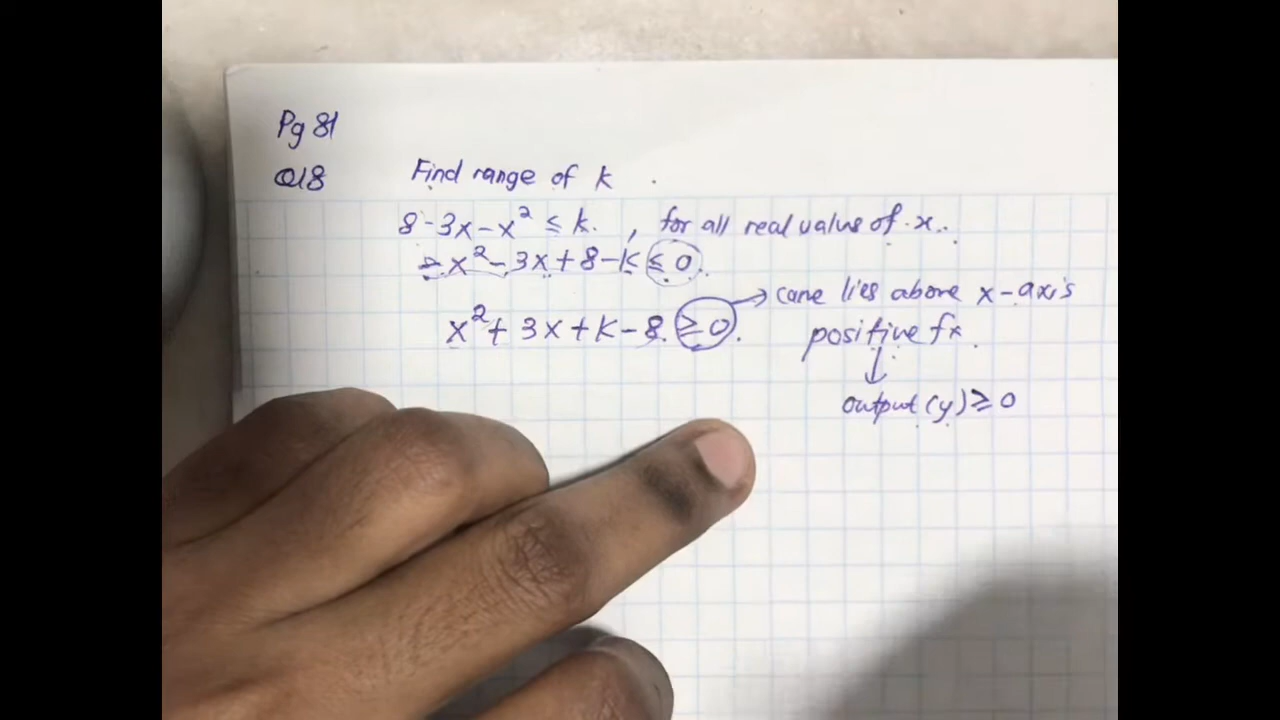 Pg 81
Q18 Find range of k.
8-3x-x² ≤ k. , for all real value of x..
-x²-3x+8-k ≤ 0.
x²+3x+k-8 ≥ 0. → cane lies above x-axis
positive fx.
↓
output (y) ≥ 0